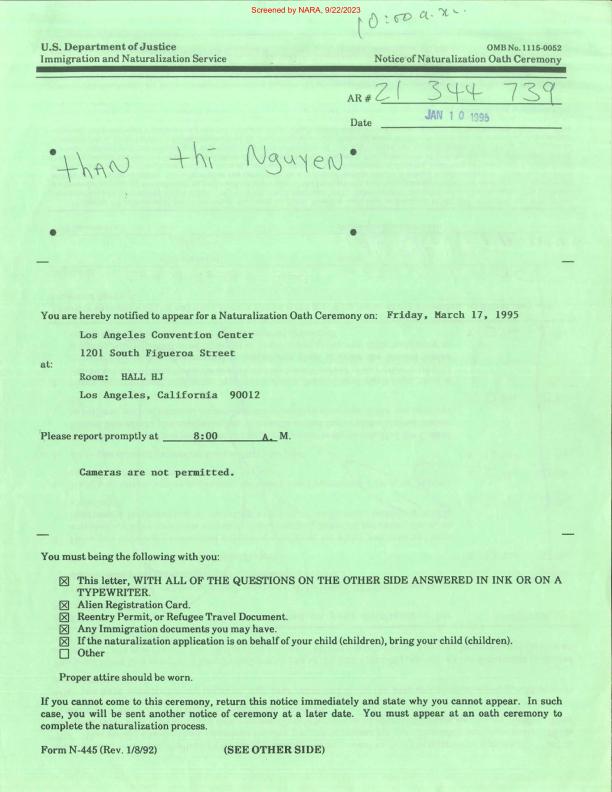 Screened by NARA, 9/22/2023
10:00 a.m.
U.S. Department of Justice
Immigration and Naturalization Service
OMB No. 1115-0052
Notice of Naturalization Oath Ceremony
AR # 21 344 739
Date JAN 10 1995
thAN thi NguyeN
You are hereby notified to appear for a Naturalization Oath Ceremony on: Friday, March 17, 1995
Los Angeles Convention Center
1201 South Figueroa Street
at:
Room: HALL HJ
Los Angeles, California 90012
Please report promptly at 8:00 A. M.
Cameras are not permitted.
You must being the following with you:
☒ This letter, WITH ALL OF THE QUESTIONS ON THE OTHER SIDE ANSWERED IN INK OR ON A
TYPEWRITER.
☒ Alien Registration Card.
☒ Reentry Permit, or Refugee Travel Document.
☒ Any Immigration documents you may have.
☒ If the naturalization application is on behalf of your child (children), bring your child (children).
☐ Other
Proper attire should be worn.
If you cannot come to this ceremony, return this notice immediately and state why you cannot appear. In such
case, you will be sent another notice of ceremony at a later date. You must appear at an oath ceremony to
complete the naturalization process.
Form N-445 (Rev. 1/8/92) (SEE OTHER SIDE)